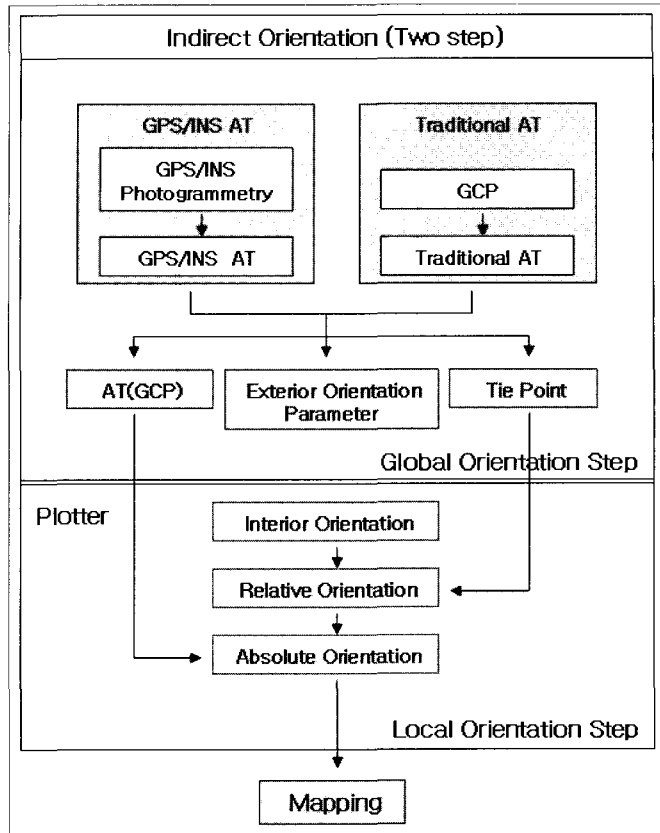 Indirect Orientation (Two step)
GPS/INS AT
GPS/INS
Photogrammetry
GPS/INS AT
Traditional AT
GCP
Traditional AT
AT(GCP)
Exterior Orientation
Parameter
Tie Point
Global Orientation Step
Plotter
Interior Orientation
Relative Orientation
Absolute Orientation
Local Orientation Step
Mapping